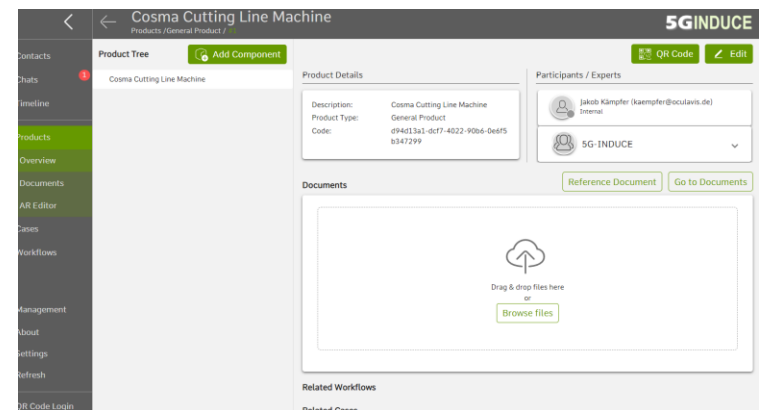 Cosma Cutting Line Machine
Products /General Product / #1
5GINDUCE
Contacts
Chats
1
Timeline
Products
Overview
Documents
AR Editor
Cases
Workflows
Management
About
Settings
Refresh
QR Code Login
Product Tree
Add Component
Cosma Cutting Line Machine
QR Code
Edit
Product Details
Description: Cosma Cutting Line Machine
Product Type: General Product
Code: d94d13a1-dcf7-4022-90b6-0e6f5
b347299
Participants / Experts
Jakob Kämpfer (kaempfer@oculavis.de)
Internal
5G-INDUCE
Documents
Reference Document
Go to Documents
Drag & drop files here
or
Browse files
Related Workflows
Related Cases